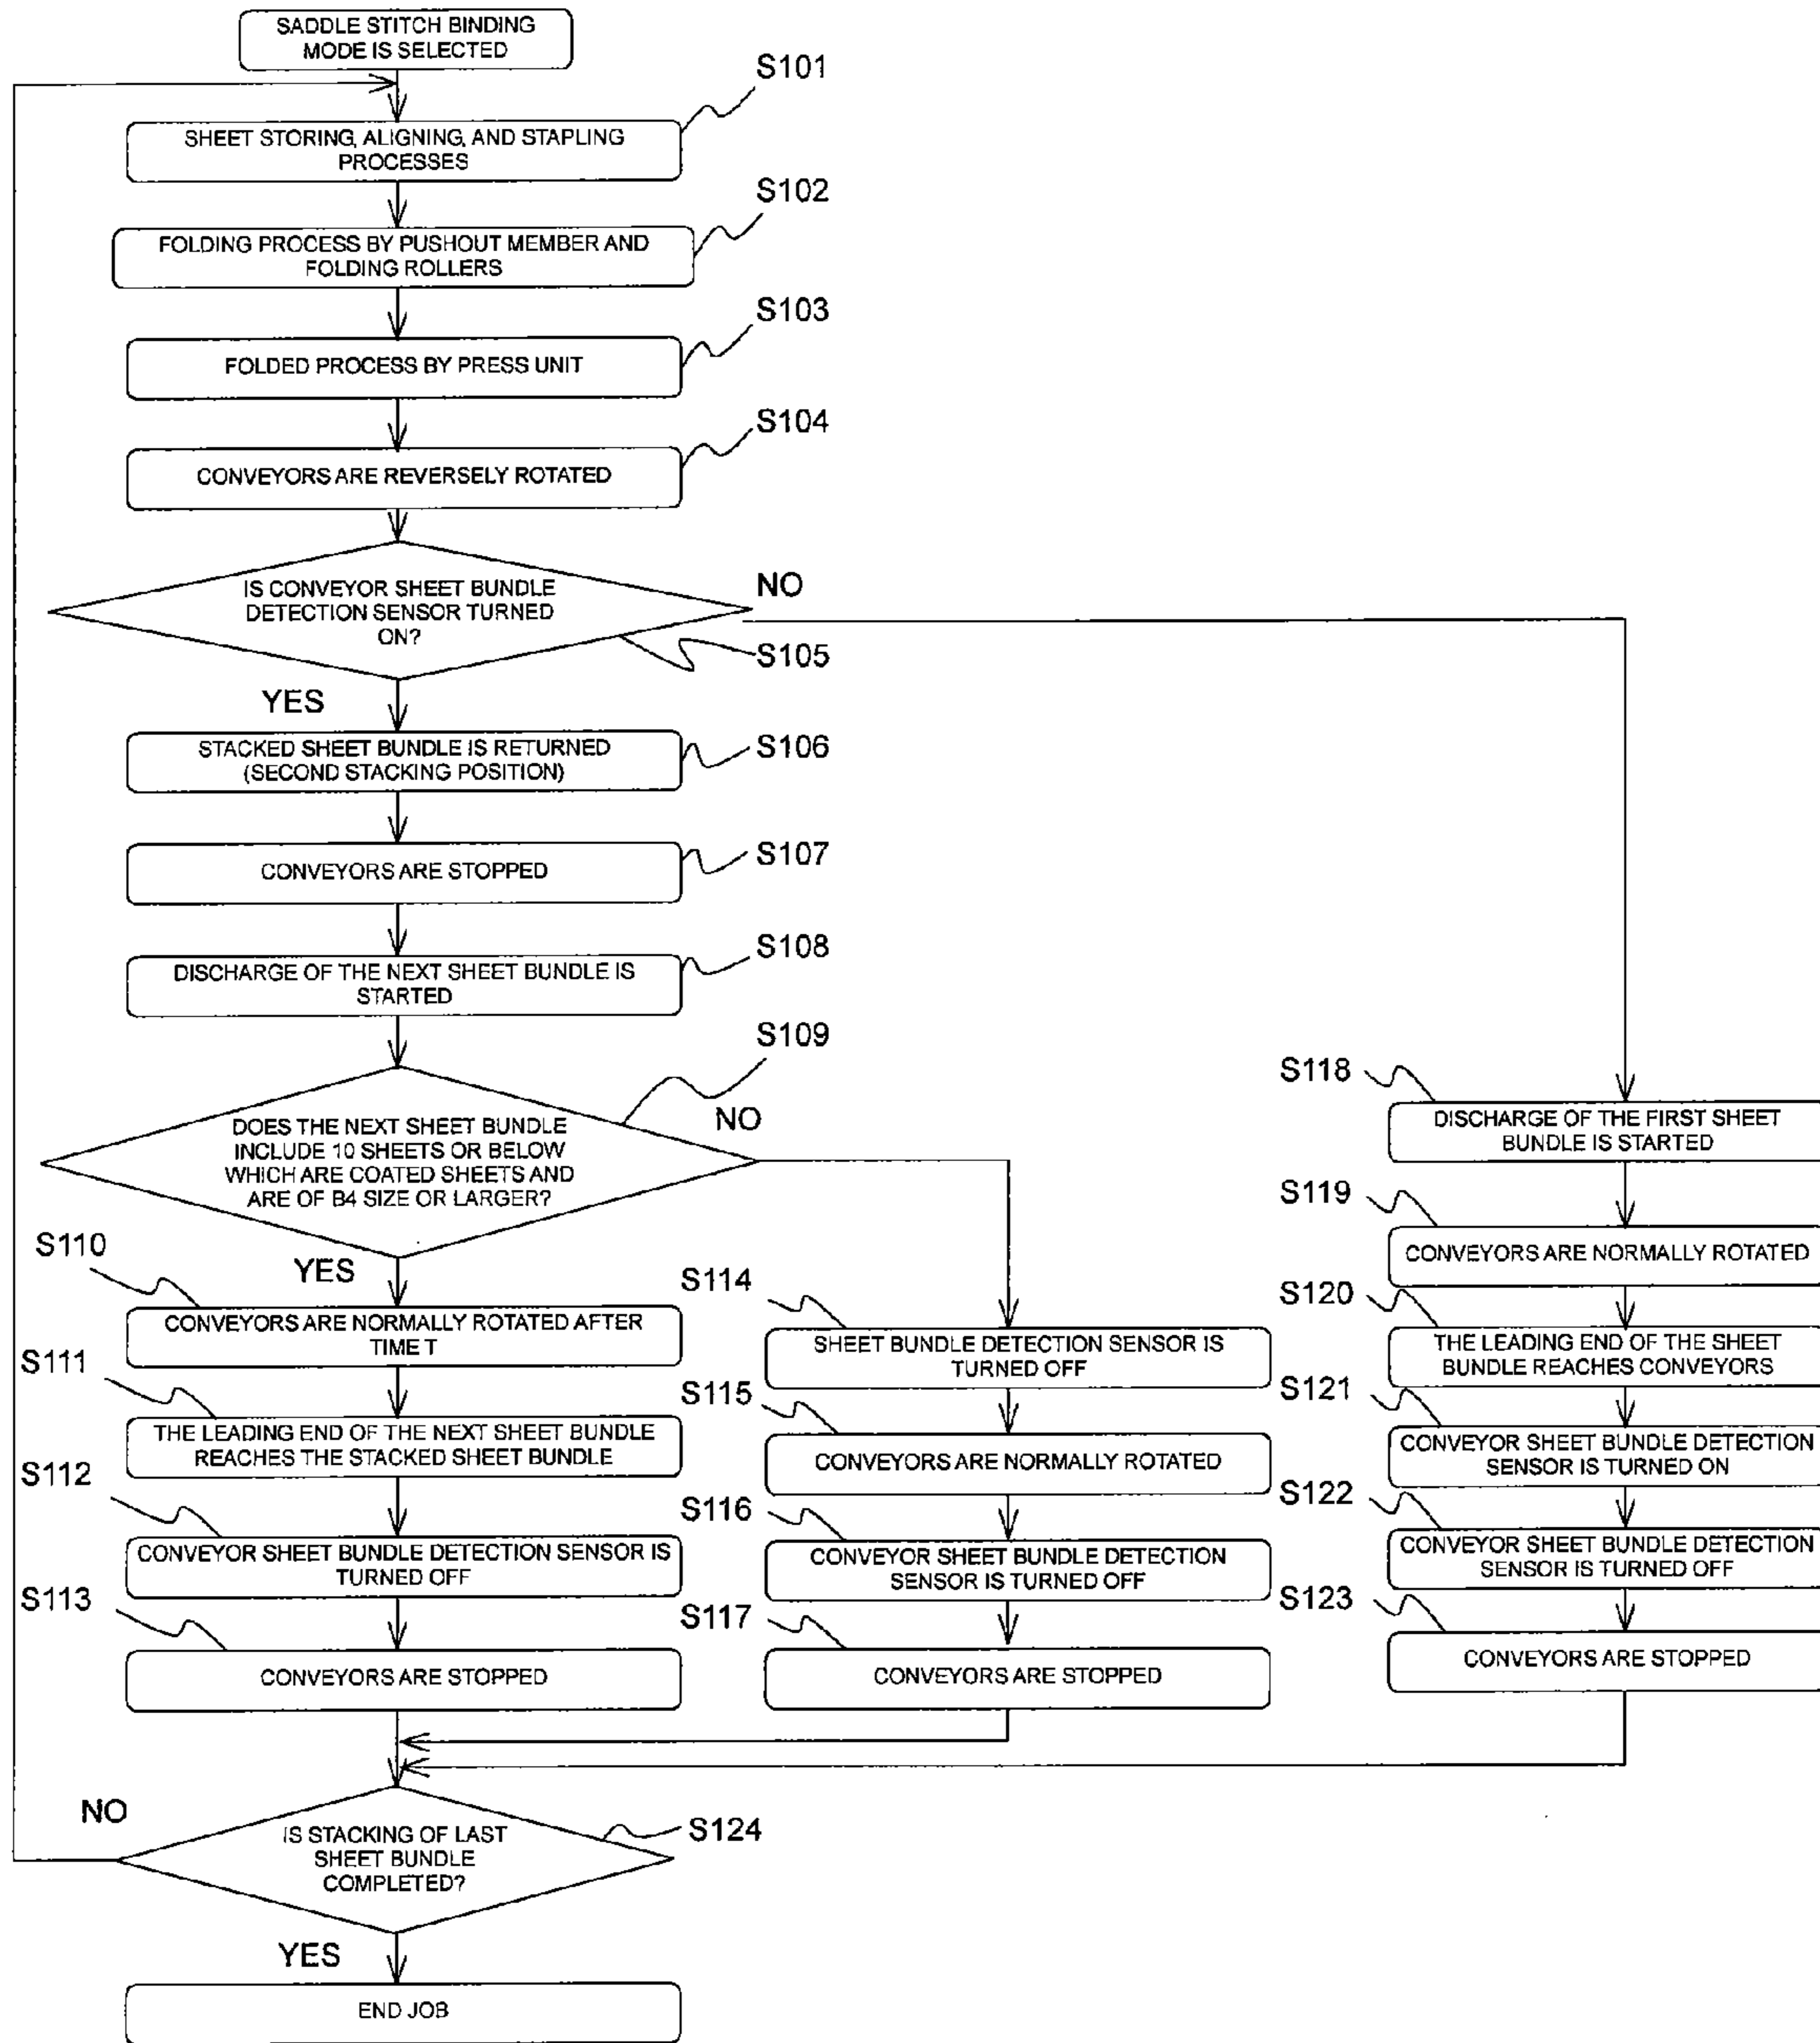 SADDLE STITCH BINDING
MODE IS SELECTED
S101
SHEET STORING, ALIGNING, AND STAPLING
PROCESSES
S102
FOLDING PROCESS BY PUSHOUT MEMBER AND
FOLDING ROLLERS
S103
FOLDED PROCESS BY PRESS UNIT
S104
CONVEYORS ARE REVERSELY ROTATED
IS CONVEYOR SHEET BUNDLE
DETECTION SENSOR TURNED
ON?
NO
S105
YES
STACKED SHEET BUNDLE IS RETURNED
(SECOND STACKING POSITION)
S106
CONVEYORS ARE STOPPED
S107
DISCHARGE OF THE NEXT SHEET BUNDLE IS
STARTED
S108
S109
DOES THE NEXT SHEET BUNDLE
INCLUDE 10 SHEETS OR BELOW
WHICH ARE COATED SHEETS AND
ARE OF B4 SIZE OR LARGER?
NO
YES
S110
CONVEYORS ARE NORMALLY ROTATED AFTER
TIME T
S111
THE LEADING END OF THE NEXT SHEET BUNDLE
REACHES THE STACKED SHEET BUNDLE
S112
CONVEYOR SHEET BUNDLE DETECTION SENSOR IS
TURNED OFF
S113
CONVEYORS ARE STOPPED
S114
SHEET BUNDLE DETECTION SENSOR IS
TURNED OFF
S115
CONVEYORS ARE NORMALLY ROTATED
S116
CONVEYOR SHEET BUNDLE DETECTION
SENSOR IS TURNED OFF
S117
CONVEYORS ARE STOPPED
S118
DISCHARGE OF THE FIRST SHEET
BUNDLE IS STARTED
S119
CONVEYORS ARE NORMALLY ROTATED
S120
THE LEADING END OF THE SHEET
BUNDLE REACHES CONVEYORS
S121
CONVEYOR SHEET BUNDLE DETECTION
SENSOR IS TURNED ON
S122
CONVEYOR SHEET BUNDLE DETECTION
SENSOR IS TURNED OFF
S123
CONVEYORS ARE STOPPED
NO
IS STACKING OF LAST
SHEET BUNDLE
COMPLETED?
S124
YES
END JOB